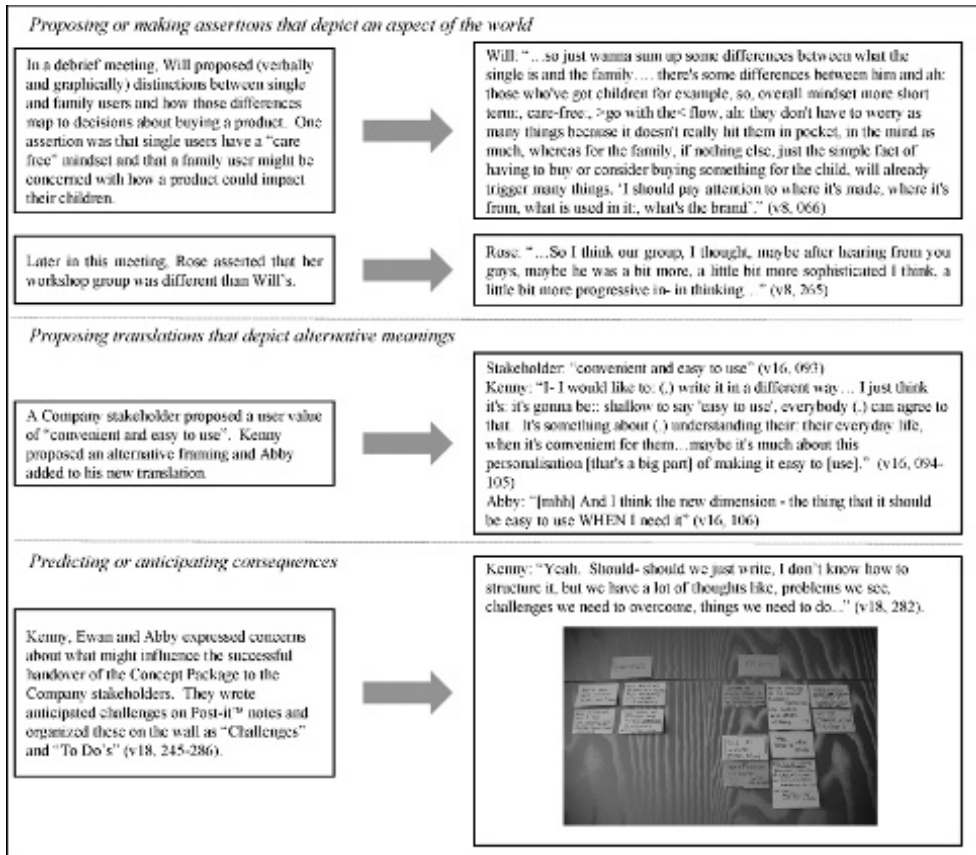 Proposing or making assertions that depict an aspect of the world
In a debrief meeting, Will proposed (verbally
and graphically) distinctions between single
and family users and how those differences
map to decisions about buying a product. One
assertion was that single users have a "care
free" mindset and that a family user might be
concerned with how a product could impact
their children.
Will: "…so just wanna sum up some differences between what the
single is and the family…. there's some differences between him and ah:
those who've got children for example, so, overall mindset more short
term:, care-free:, >go with the< flow, ah: they don't have to worry as
many things because it doesn't really hit them in pocket, in the mind as
much, whereas for the family, if nothing else, just the simple fact of
having to buy or consider buying something for the child, will already
trigger many things. 'I should pay attention to where it's made, where it's
from, what is used in it:, what's the brand'." (v8, 066)
Later in this meeting, Rose asserted that her
workshop group was different than Will's.
Rose: "…So I think our group, I thought, maybe after hearing from you
guys, maybe he was a bit more, a little bit more sophisticated I think, a
little bit more progressive in- in thinking…" (v8, 265)
Proposing translations that depict alternative meanings
A Company stakeholder proposed a user value
of "convenient and easy to use". Kenny
proposed an alternative framing and Abby
added to his new translation.
Stakeholder: "convenient and easy to use" (v16, 093)
Kenny: "I- I would like to: (.) write it in a different way… I just think
it's: it's gonna be:: shallow to say 'easy to use', everybody (.) can agree to
that. It's something about (.) understanding their: their everyday life,
when it's convenient for them…maybe it's much about this
personalisation [that's a big part] of making it easy to [use]." (v16, 094-
105)
Abby: "[mhh] And I think the new dimension - the thing that it should
be easy to use WHEN I need it" (v16, 106)
Predicting or anticipating consequences
Kenny, Ewan and Abby expressed concerns
about what might influence the successful
handover of the Concept Package to the
Company stakeholders. They wrote
anticipated challenges on Post-it™ notes and
organized these on the wall as "Challenges"
and "To Do's" (v18, 245-286).
Kenny: "Yeah. Should- should we just write, I don't know how to
structure it, but we have a lot of thoughts like, problems we see,
challenges we need to overcome, things we need to do..." (v18, 282).